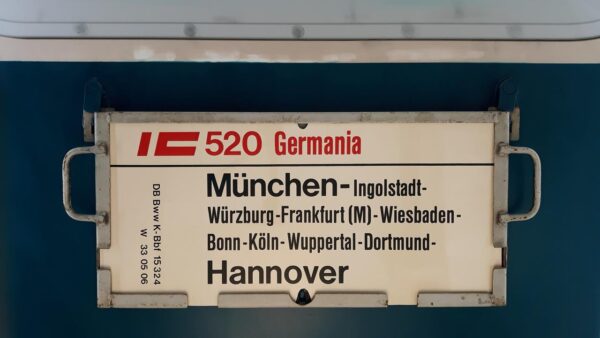 IC 520 Germania
München-Ingolstadt-
Würzburg-Frankfurt (M)-Wiesbaden-
Bonn-Köln-Wuppertal-Dortmund-
Hannover
DB Bww K-Bbf 15 324
W 33 05 06